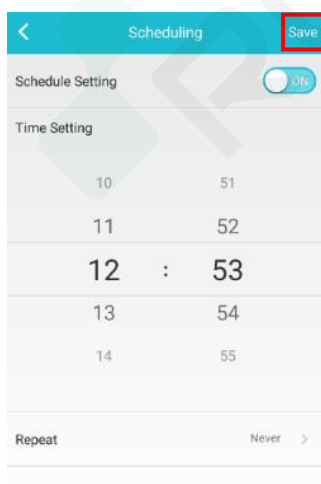 Scheduling Save
Schedule Setting ON
Time Setting
10 51
11 52
12 : 53
13 54
14 55
Repeat Never